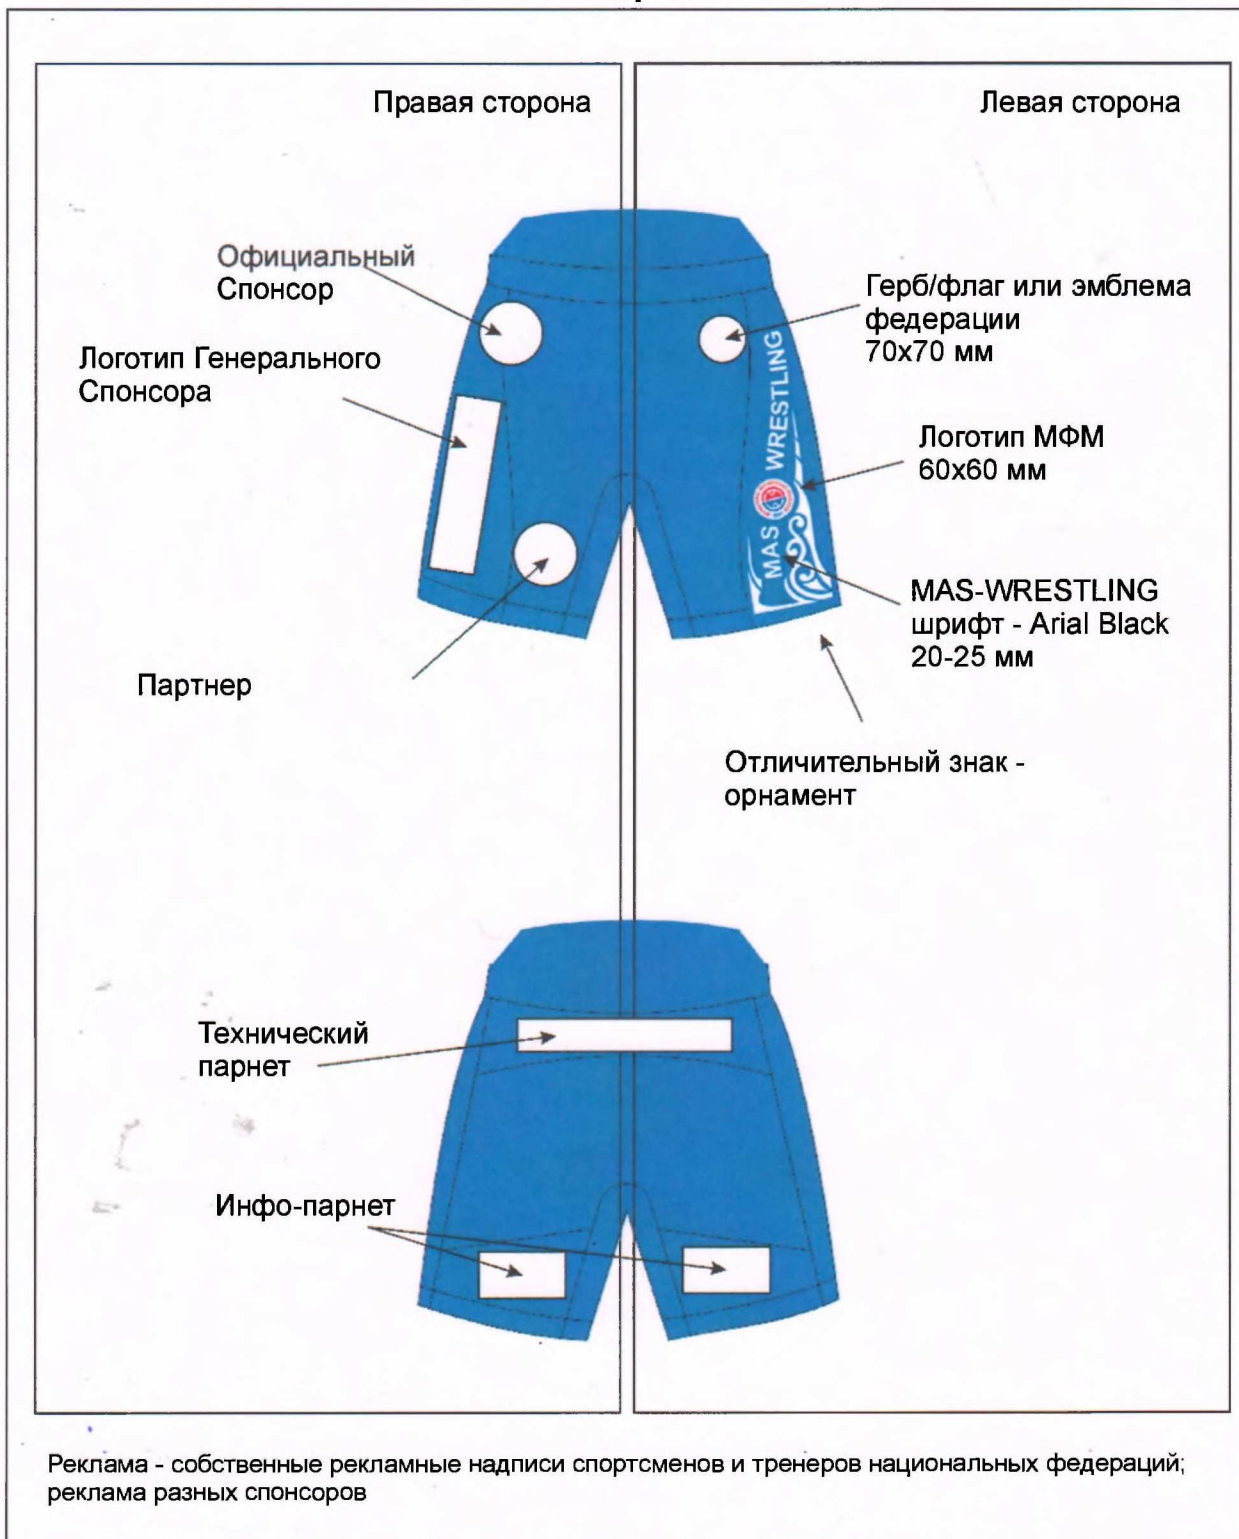 Правая сторона
Левая сторона
Официальный
Спонсор
Логотип Генерального
Спонсора
Партнер
Герб/флаг или эмблема
федерации
70х70 мм
Логотип МФМ
60х60 мм
MAS-WRESTLING
шрифт - Arial Black
20-25 мм
Отличительный знак -
орнамент
MAS WRESTLING
Технический
парнет
Инфо-парнет
Реклама - собственные рекламные надписи спортсменов и тренеров национальных федераций;
реклама разных спонсоров